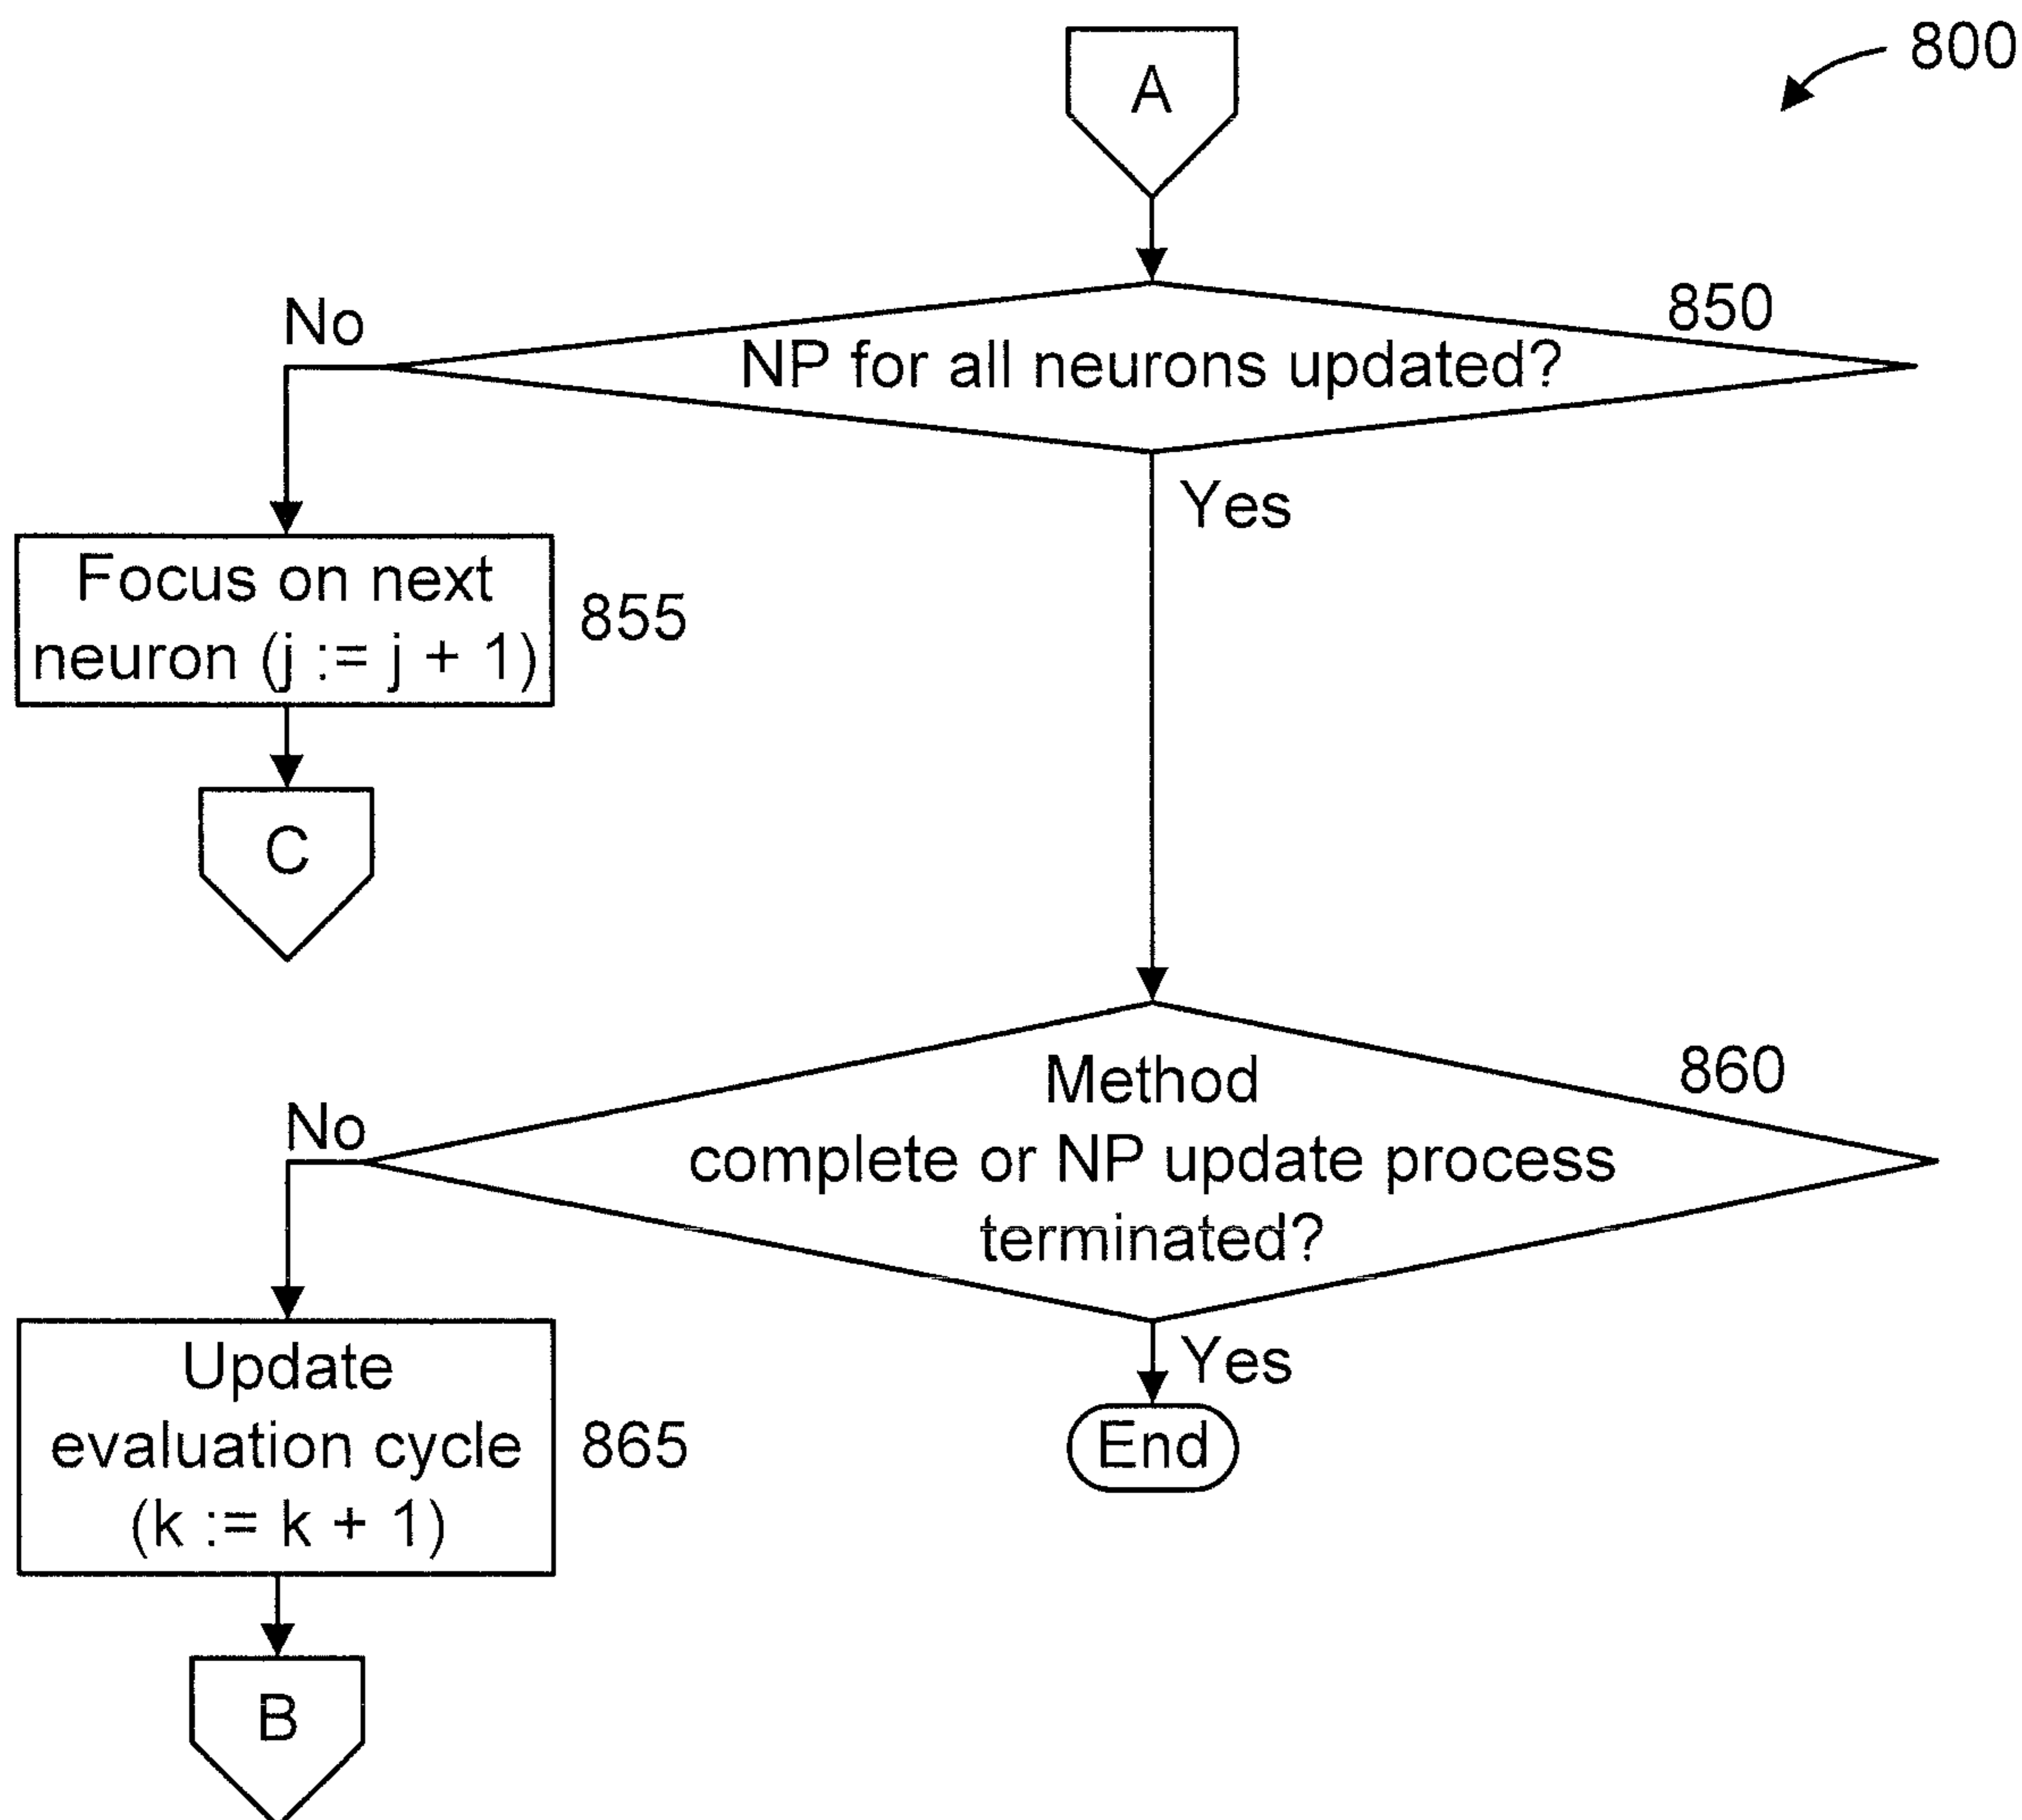 800
A
850
No
NP for all neurons updated?
Yes
Focus on next
neuron (j := j + 1)
855
C
860
Method
complete or NP update process
terminated?
No
Yes
Update
evaluation cycle
(k := k + 1)
865
End
B